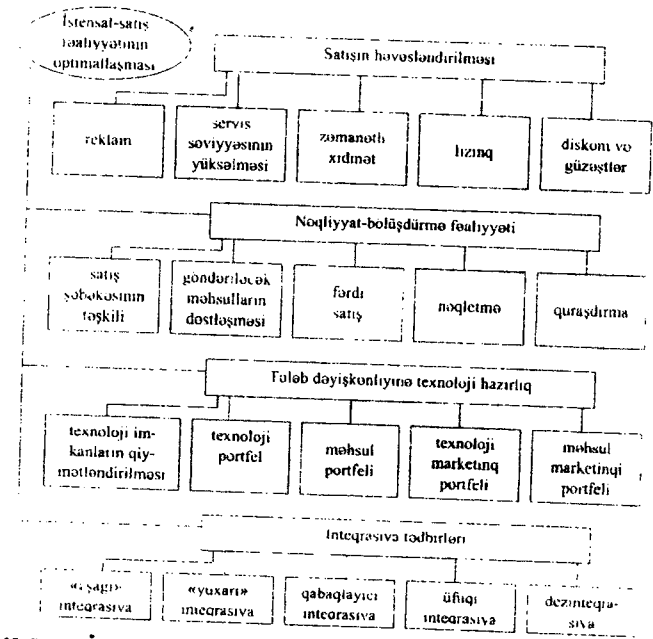 İstehsal-satış
fəaliyyətinin
optimallaşması
Satışın həvəsləndirilməsi
reklam
servis
səviyyəsinin
yüksəlməsi
zəmanətli
xidmət
lizinq
diskont və
güzəştlər
Nəqliyyat-bölüşdürmə fəaliyyəti
satış
şəbəkəsinin
təşkili
göndəriləcək
məhsulların
dəstləşməsi
fərdi
satış
nəqletmə
quraşdırma
Tələb dəyişkənliyinə texnoloji hazırlıq
texnoloji im-
kanların qiy-
mətləndirilməsi
texnoloji
portfel
məhsul
portfeli
texnoloji
marketinq
portfeli
məhsul
marketinqi
portfeli
İnteqrasiya tədbirləri
«aşağı»
inteqrasiya
«yuxarı»
inteqrasiya
qabaqlayıcı
inteqrasiya
üfüqi
inteqrasiya
dezinteqra-
siya